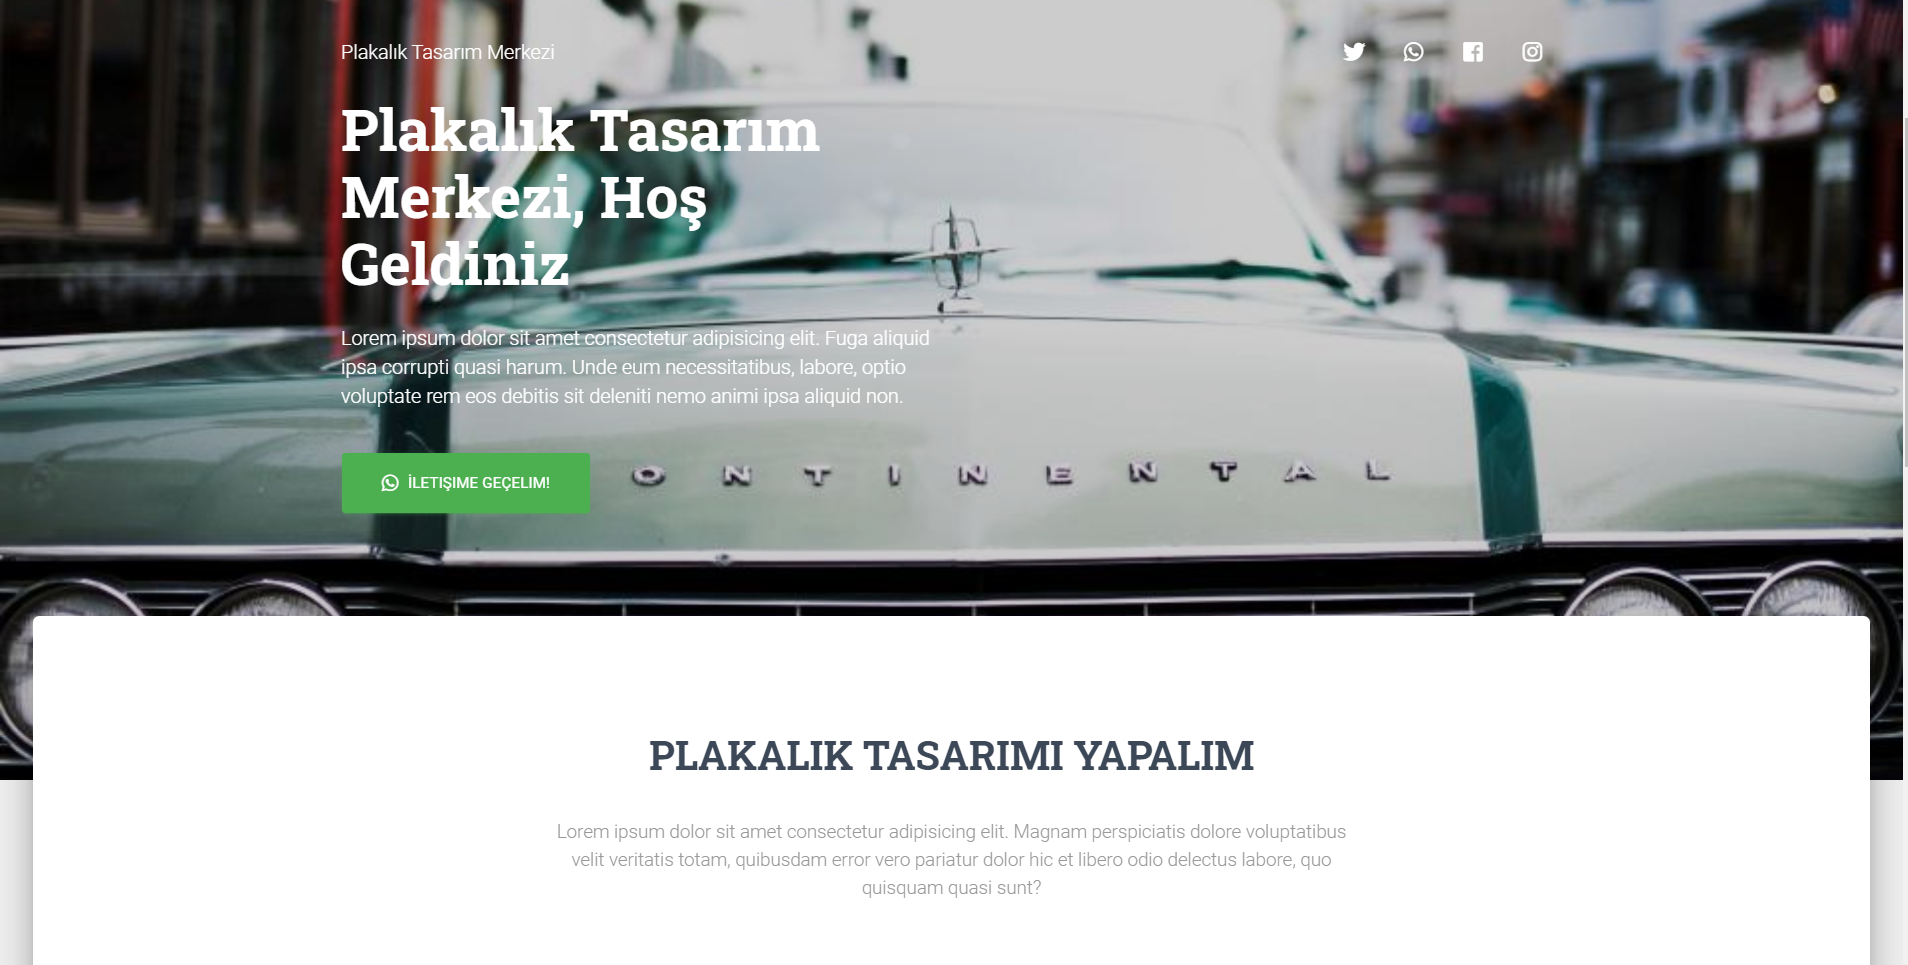 Plakalık Tasarım Merkezi
Plakalık Tasarım
Merkezi, Hoş
Geldiniz
Lorem ipsum dolor sit amet consectetur adipisicing elit. Fuga aliquid
ipsa corrupti quasi harum. Unde eum necessitatibus, labore, optio
voluptate rem eos debitis sit deleniti nemo animi ipsa aliquid non.
İLETIŞIME GEÇELIM!
ONTINENTAL
PLAKALIK TASARIMI YAPALIM
Lorem ipsum dolor sit amet consectetur adipisicing elit. Magnam perspiciatis dolore voluptatibus
velit veritatis totam, quibusdam error vero pariatur dolor hic et libero odio delectus labore, quo
quisquam quasi sunt?